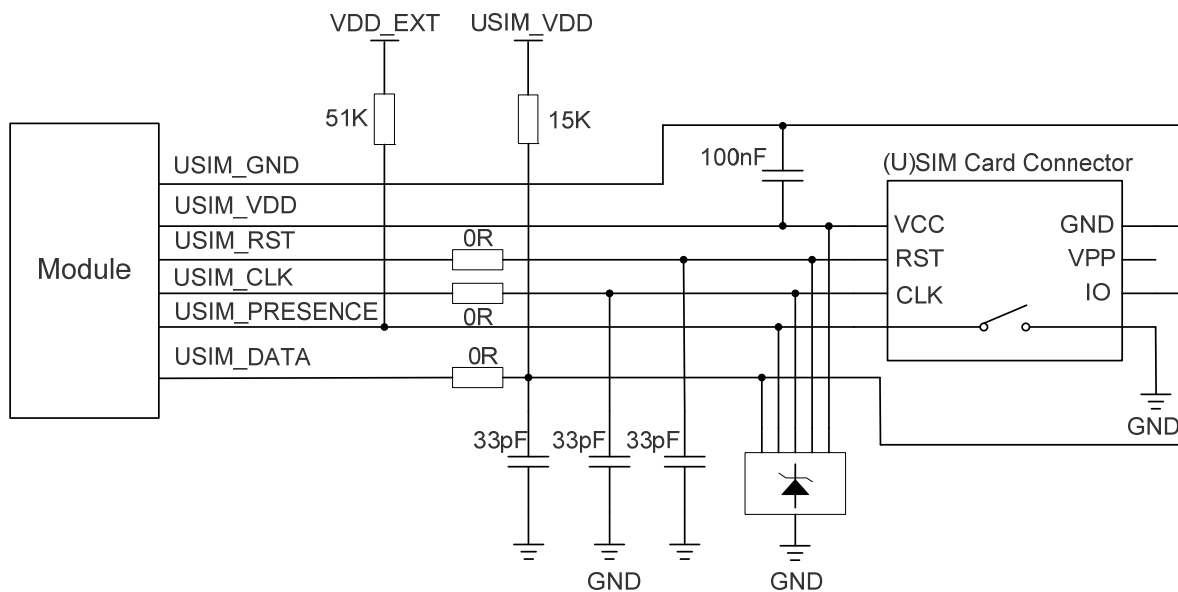 VDD_EXT
USIM_VDD
51K
15K
Module
USIM_GND
USIM_VDD
USIM_RST
USIM_CLK
USIM_PRESENCE
USIM_DATA
0R
0R
0R
100nF
(U)SIM Card Connector
VCC
RST
CLK
GND
VPP
IO
GND
33pF
33pF
33pF
GND
GND